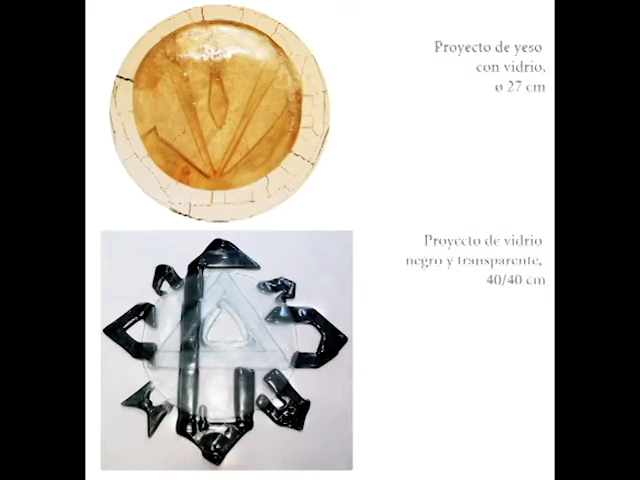 Proyecto de yeso
con vidrio,
ø 27 cm
Proyecto de vidrio
negro y transparente,
40/40 cm